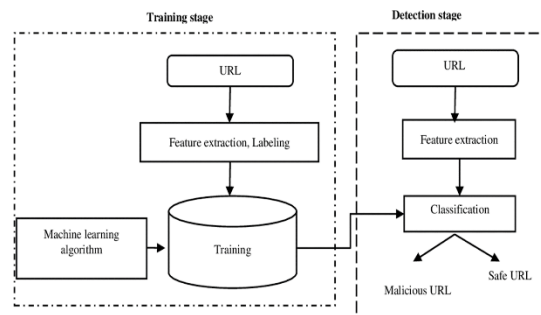 Training stage
URL
Feature extraction, Labeling
Machine learning
algorithm
Training
Detection stage
URL
Feature extraction
Classification
Malicious URL
Safe URL